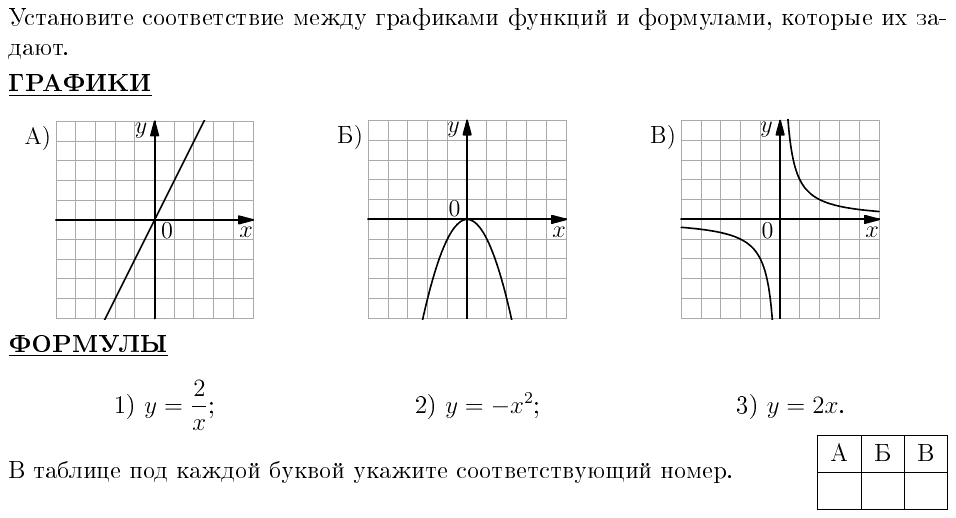 Установите соответствие между графиками функций и формулами, которые их за-
дают.
ГРАФИКИ
А) y 0 x
Б) y 0 x
В) y 0 x
ФОРМУЛЫ
1) y = 2/x; 2) y = −x²; 3) y = 2x.
В таблице под каждой буквой укажите соответствующий номер.
А Б В